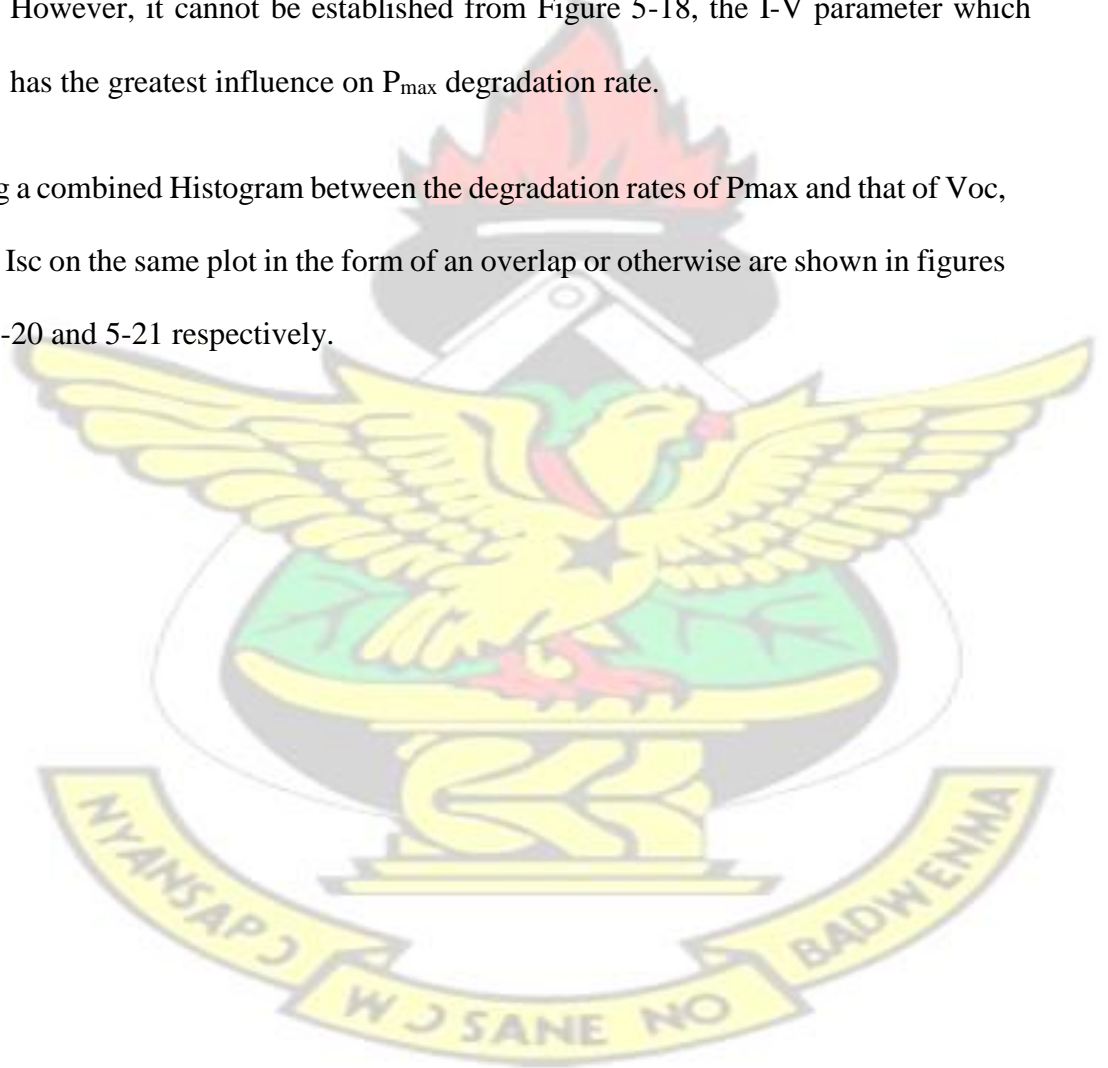 However, it cannot be established from Figure 5-18, the I-V parameter which
has the greatest influence on Pmax degradation rate.
g a combined Histogram between the degradation rates of Pmax and that of Voc,
Isc on the same plot in the form of an overlap or otherwise are shown in figures
-20 and 5-21 respectively.
NYANSAPƆ
WƆSANE NO
BADWENMA